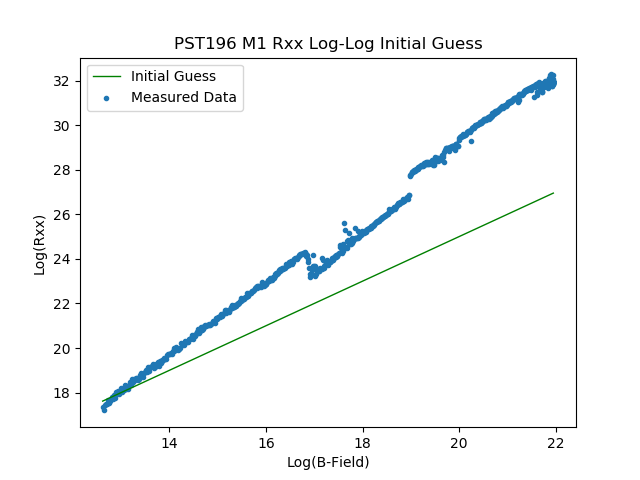 PST196 M1 Rxx Log-Log Initial Guess
Initial Guess
Measured Data
Log(Rxx)
32
30
28
26
24
22
20
18
14 16 18 20 22
Log(B-Field)